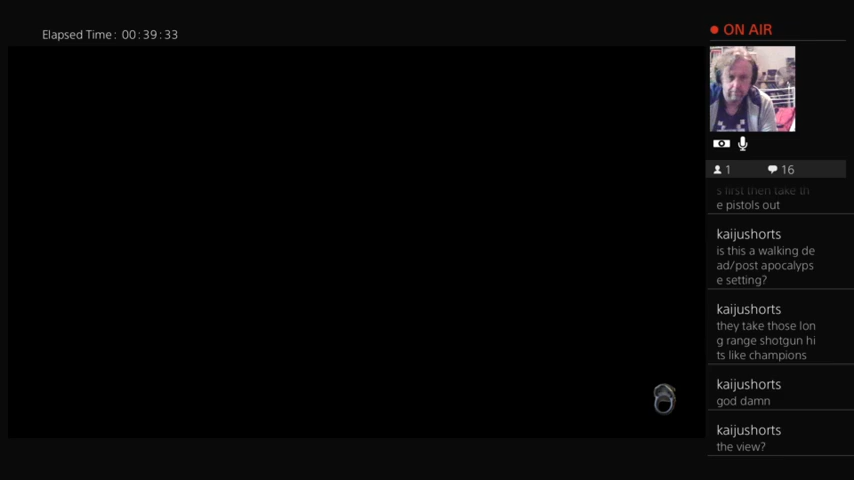 Elapsed Time: 00:39:33
ON AIR
1 16
s first then take th
e pistols out
kaijushorts
is this a walking de
ad/post apocalyps
e setting?
kaijushorts
they take those lon
g range shotgun hi
ts like champions
kaijushorts
god damn
kaijushorts
the view?